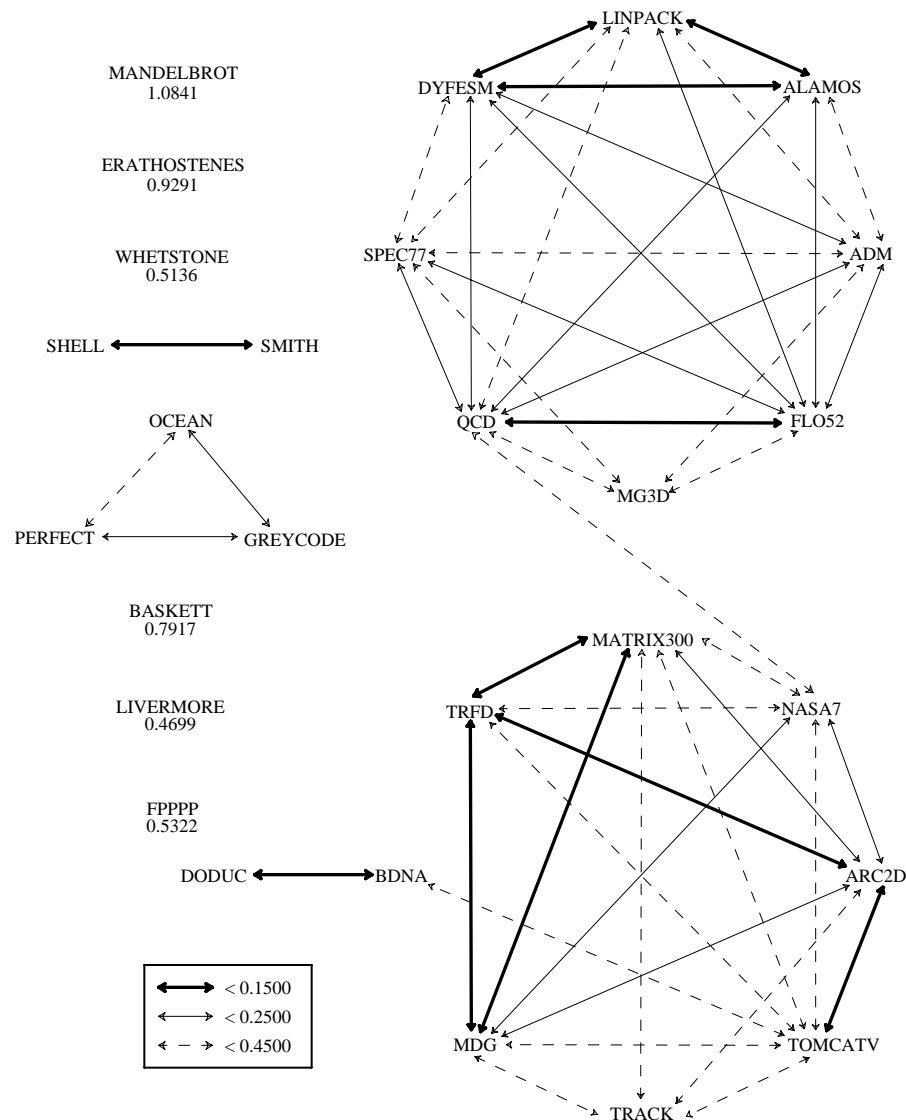 LINPACK
MANDELBROT
1.0841
DYFESM
ALAMOS
ERATHOSTENES
0.9291
WHETSTONE
0.5136
SPEC77
ADM
SHELL
SMITH
OCEAN
QCD
FLO52
MG3D
PERFECT
GREYCODE
BASKETT
0.7917
MATRIX300
LIVERMORE
0.4699
TRFD
NASA7
FPPPP
0.5322
DODUC
BDNA
ARC2D
< 0.1500
< 0.2500
< 0.4500
MDG
TOMCATV
TRACK